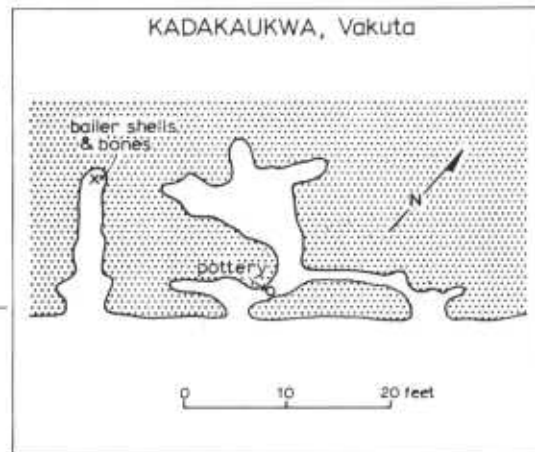 KADAKAUKWA, Vakuta
bailer shells
& bones
N
pottery
0 10 20 feet